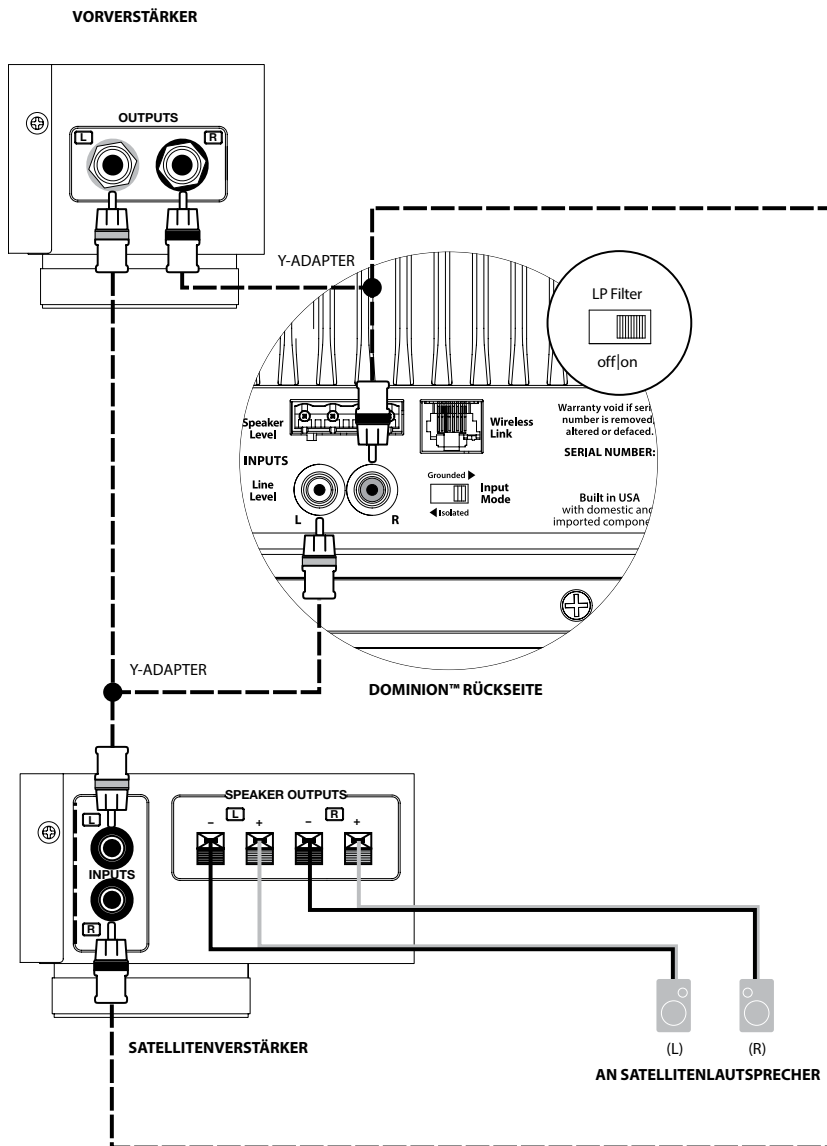 VORVERSTÄRKER
OUTPUTS
L
R
Y-ADAPTER
LP Filter
off|on
Speaker
Level
Wireless
Link
Warranty void if seri
number is removed,
altered or defaced.
SERIAL NUMBER:
INPUTS
Line
Level
L
R
Grounded ▶
Input
Mode
◀ Isolated
Built in USA
with domestic and
imported compone
Y-ADAPTER
DOMINION™ RÜCKSEITE
SPEAKER OUTPUTS
L
R
– + – +
L
INPUTS
R
SATELLITENVERSTÄRKER
(L)
(R)
AN SATELLITENLAUTSPRECHER